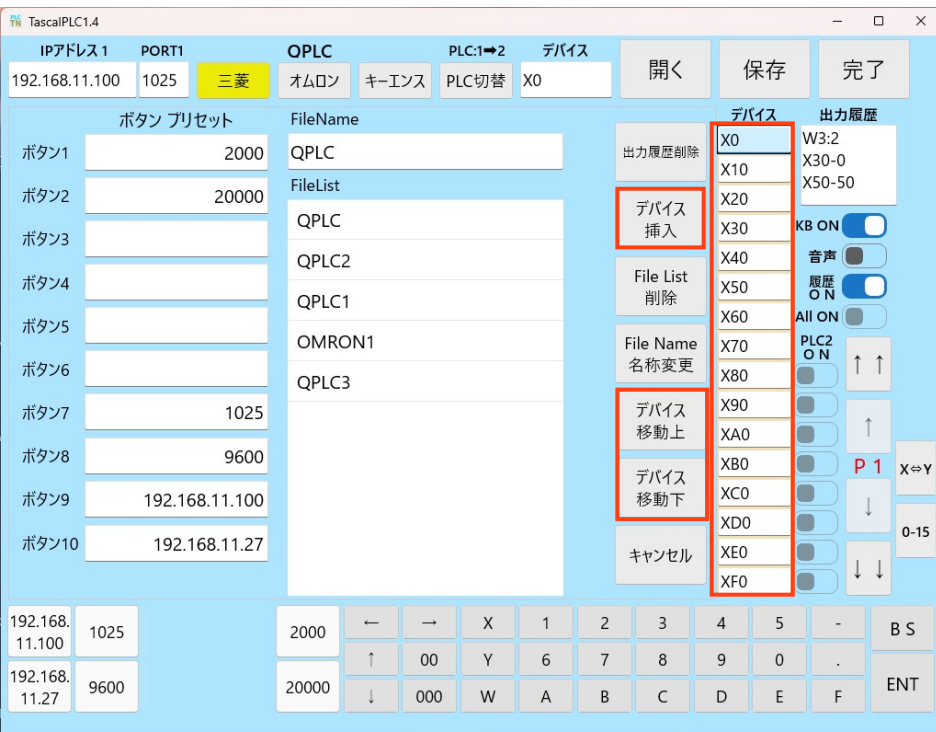 TascalPLC1.4
IPアドレス 1 PORT1 QPLC PLC:1➡2 デバイス
192.168.11.100 1025 三菱 オムロン キーエンス PLC切替 X0 開く 保存 完了
ボタン プリセット
ボタン1 2000
ボタン2 20000
ボタン3
ボタン4
ボタン5
ボタン6
ボタン7 1025
ボタン8 9600
ボタン9 192.168.11.100
ボタン10 192.168.11.27
FileName
QPLC
FileList
QPLC
QPLC2
QPLC1
OMRON1
QPLC3
出力履歴削除
デバイス
挿入
File List
削除
File Name
名称変更
デバイス
移動上
デバイス
移動下
キャンセル
デバイス
X0
X10
X20
X30
X40
X50
X60
X70
X80
X90
XA0
XB0
XC0
XD0
XE0
XF0
出力履歴
W3:2
X30-0
X50-50
KB ON
音声
履歴
O N
All ON
PLC2
O N
↑ ↑
↑
P 1
↓
↓ ↓
X⇔Y
0-15
192.168.
11.100
1025
2000
← → X 1 2 3 4 5 - B S
↑ 00 Y 6 7 8 9 0 .
192.168.
11.27
9600
20000
↓ 000 W A B C D E F ENT